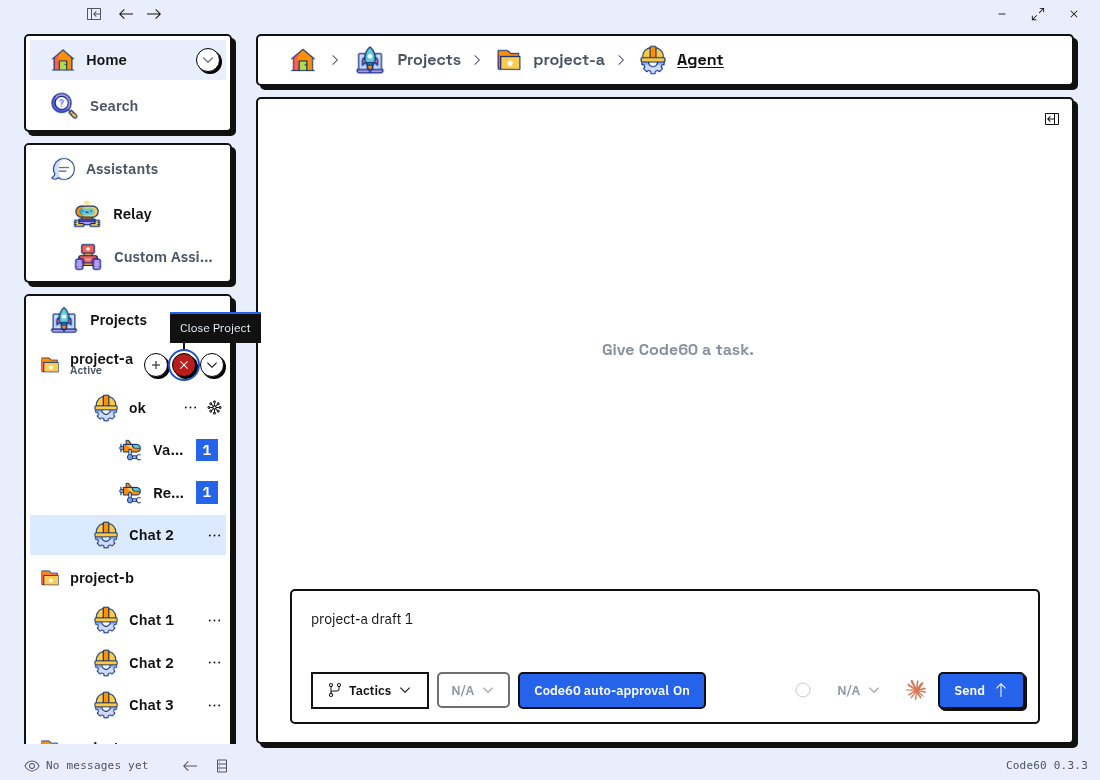 Home
Search
Assistants
Relay
Custom Assi...
Projects
Close Project
project-a
Active
ok
Va... 1
Re... 1
Chat 2
project-b
Chat 1
Chat 2
Chat 3
Projects
project-a
Agent
Give Code60 a task.
project-a draft 1
Tactics
N/A
Code60 auto-approval On
N/A
Send
No messages yet
Code60 0.3.3